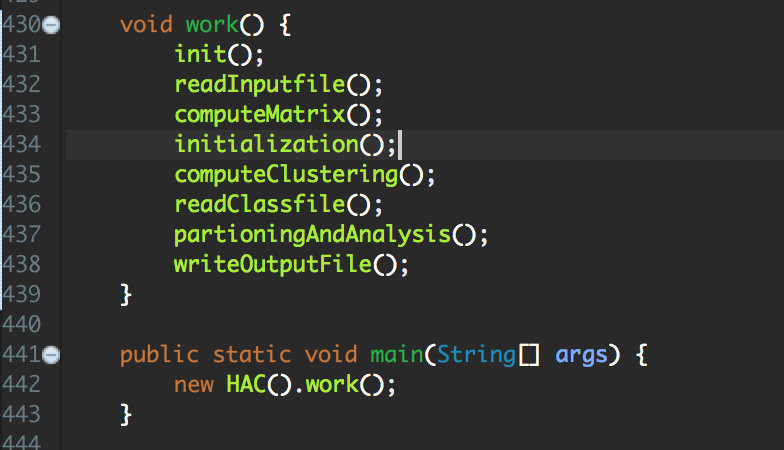 430 void work() {
431 init();
432 readInputfile();
433 computeMatrix();
434 initialization();
435 computeClustering();
436 readClassfile();
437 partioningAndAnalysis();
438 writeOutputFile();
439 }
440
441 public static void main(String[] args) {
442 new HAC().work();
443 }
444